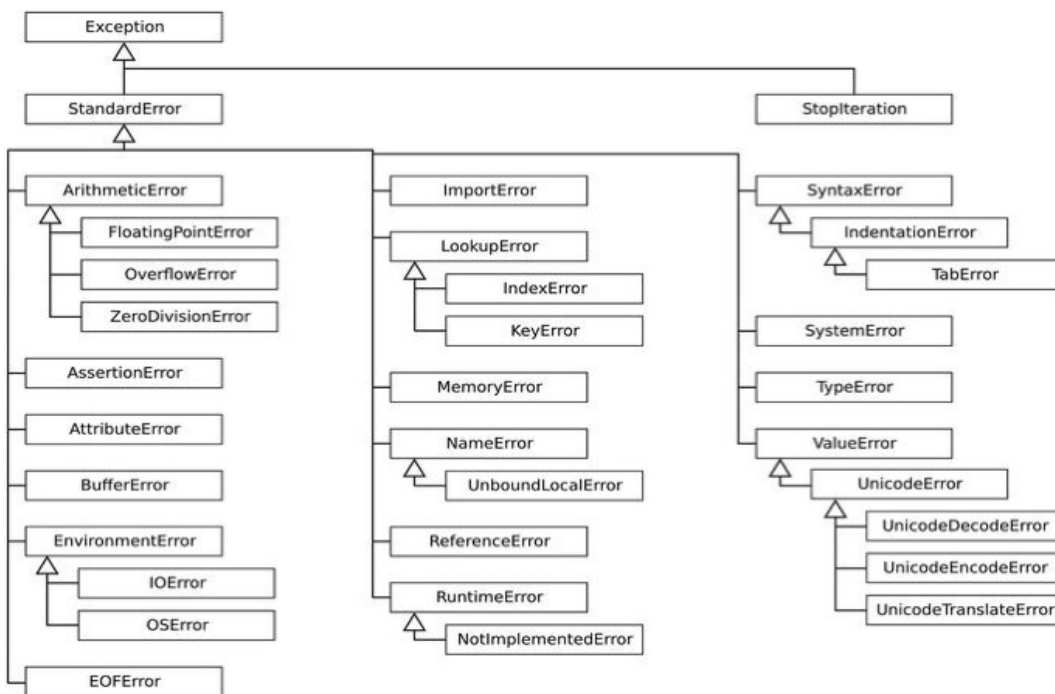 Exception
StandardError
StopIteration
ArithmeticError
FloatingPointError
OverflowError
ZeroDivisionError
AssertionError
AttributeError
BufferError
EnvironmentError
IOError
OSError
EOFError
ImportError
LookupError
IndexError
KeyError
MemoryError
NameError
UnboundLocalError
ReferenceError
RuntimeError
NotImplementedError
SyntaxError
IndentationError
TabError
SystemError
TypeError
ValueError
UnicodeError
UnicodeDecodeError
UnicodeEncodeError
UnicodeTranslateError